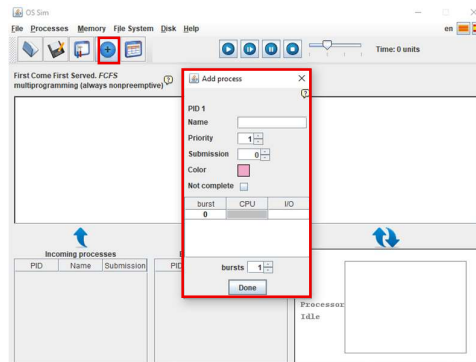 OS Sim
File Processes Memory File System Disk Help
en
Time: 0 units
First Come First Served. FCFS
multiprogramming (always nonpreemptive)
Add process
PID 1
Name
Priority 1
Submission 0
Color
Not complete
burst CPU I/O
0
bursts 1
Done
Incoming processes
PID Name Submission
PID
Processor
Idle